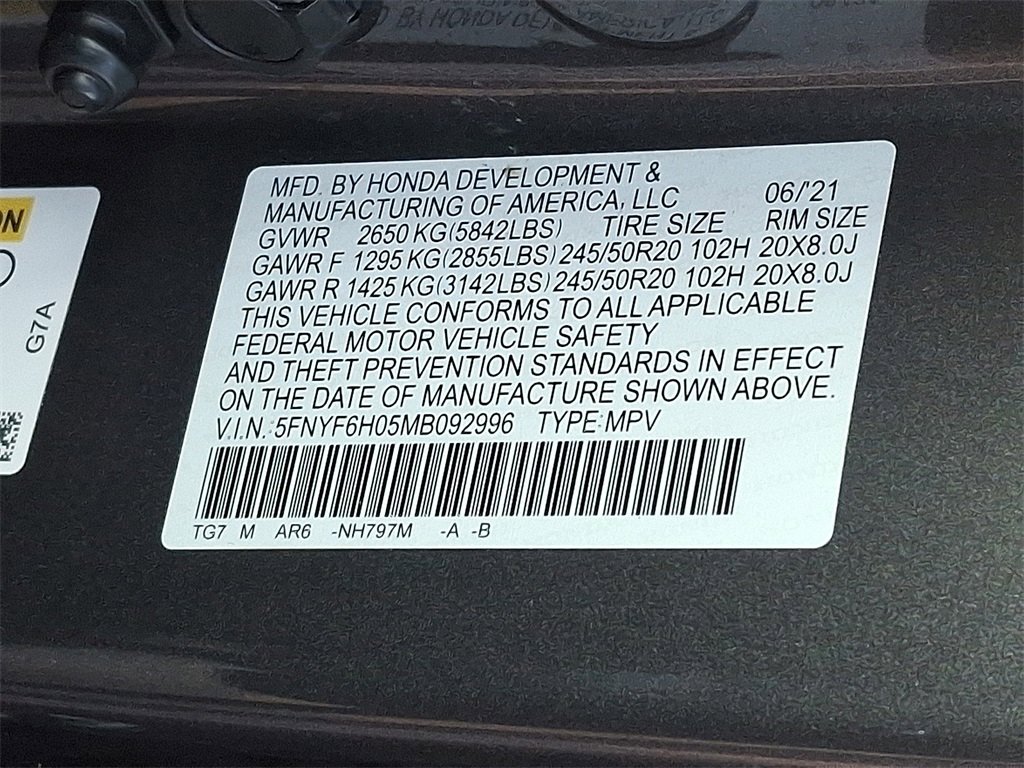 MFD. BY HONDA DEVELOPMENT &
MANUFACTURING OF AMERICA, LLC 06/'21
GVWR 2650 KG(5842LBS) TIRE SIZE RIM SIZE
GAWR F 1295 KG(2855LBS) 245/50R20 102H 20X8.0J
GAWR R 1425 KG(3142LBS) 245/50R20 102H 20X8.0J
THIS VEHICLE CONFORMS TO ALL APPLICABLE
FEDERAL MOTOR VEHICLE SAFETY
AND THEFT PREVENTION STANDARDS IN EFFECT
ON THE DATE OF MANUFACTURE SHOWN ABOVE.
V.I.N.:5FNYF6H05MB092996 TYPE:MPV
TG7 M AR6 -NH797M -A -B
G7A